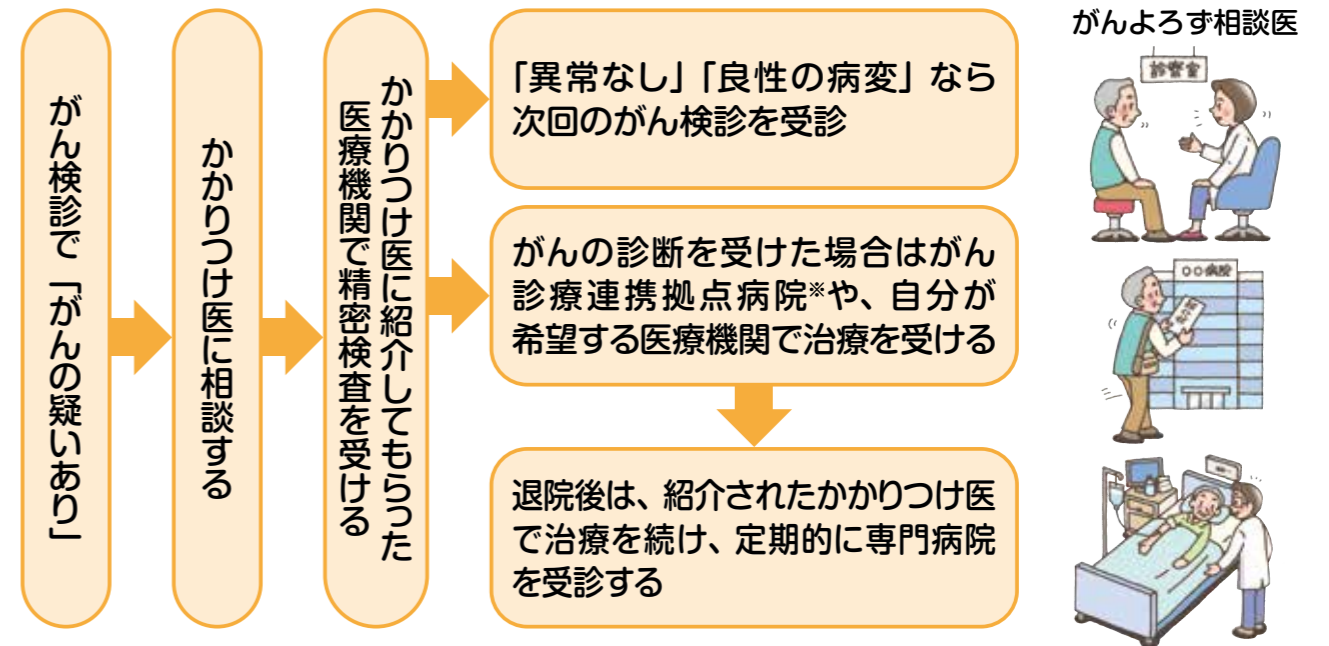 がん検診で「がんの疑いあり」
かかりつけ医に相談する
かかりつけ医に紹介してもらった
医療機関で精密検査を受ける
「異常なし」「良性の病変」なら
次回のがん検診を受診
がんの診断を受けた場合はがん
診療連携拠点病院※や、自分が
希望する医療機関で治療を受ける
退院後は、紹介されたかかりつけ医
で治療を続け、定期的に専門病院
を受診する
がんよろず相談医
診察室
○○病院